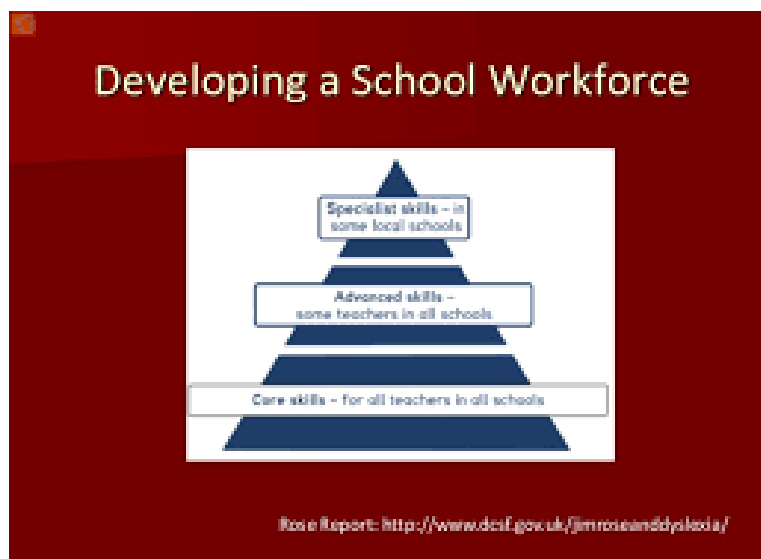 Developing a School Workforce
Specialist skills – in
some local schools
Advanced skills –
some teachers in all schools
Core skills – for all teachers in all schools
Rose Report: http://www.dcsf.gov.uk/jimroseanddyslexia/